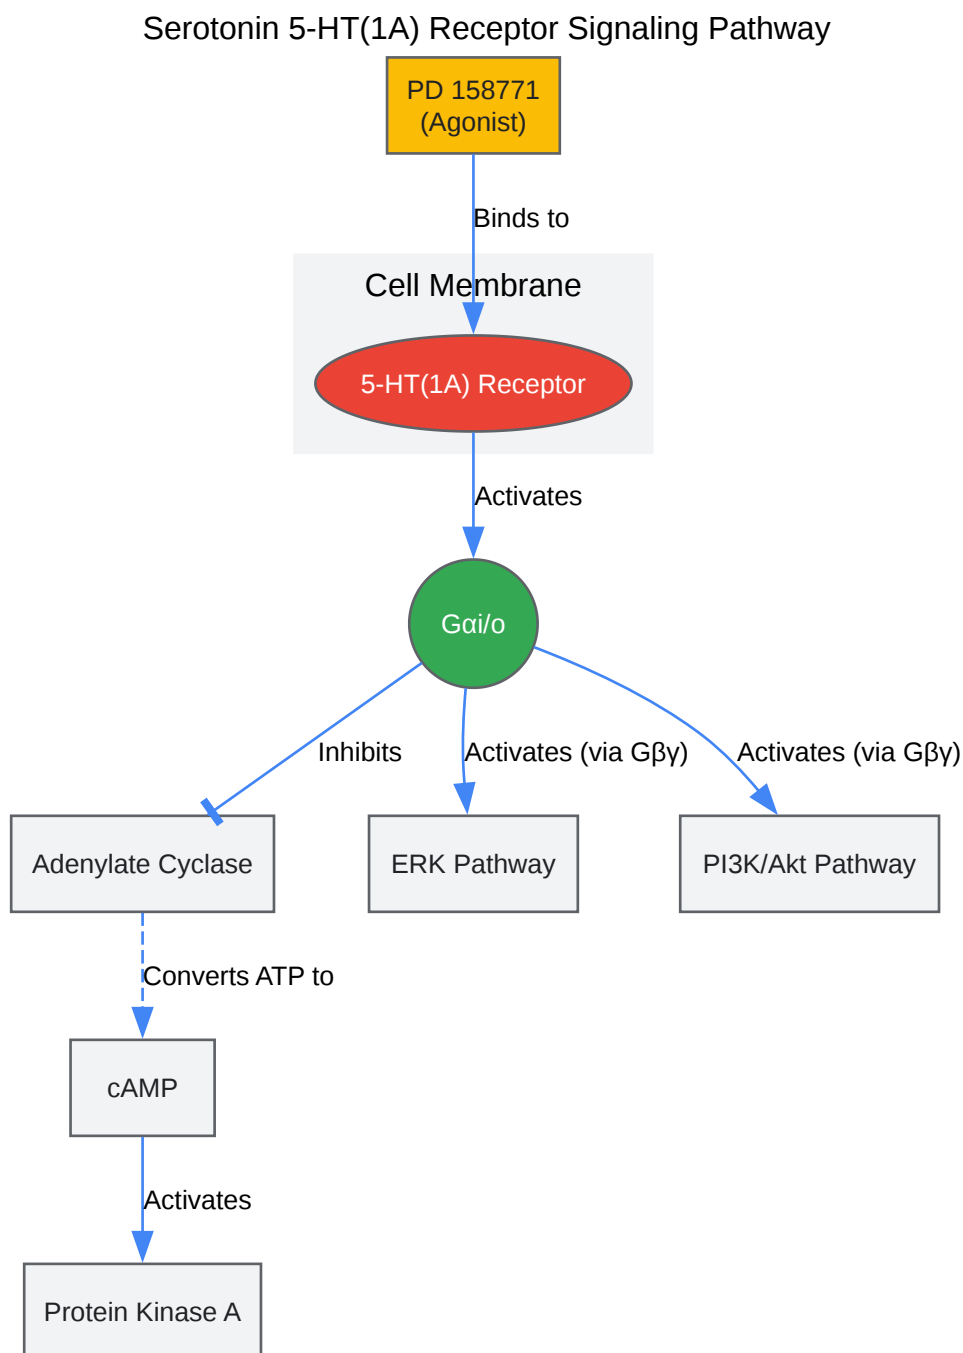 Serotonin 5-HT(1A) Receptor Signaling Pathway
PD 158771
(Agonist)
Binds to
Cell Membrane
5-HT(1A) Receptor
Activates
Gαi/o
Inhibits
Activates (via Gβγ)
Activates (via Gβγ)
Adenylate Cyclase
ERK Pathway
PI3K/Akt Pathway
Converts ATP to
cAMP
Activates
Protein Kinase A